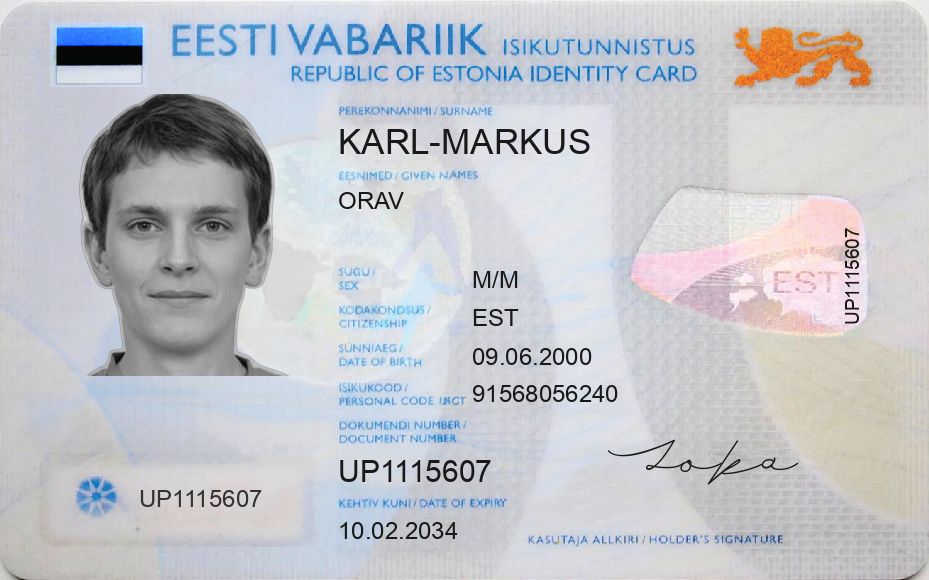 EESTI VABARIIK ISIKUTUNNISTUS
REPUBLIC OF ESTONIA IDENTITY CARD
PEREKONNANIMI / SURNAME
KARL-MARKUS
EESNIMED / GIVEN NAMES
ORAV
SUGU /
SEX
M/M
KODAKONDSUS /
CITIZENSHIP
EST
SÜNNIAEG /
DATE OF BIRTH
09.06.2000
ISIKUKOOD /
PERSONAL CODE
91568056240
DOKUMENDI NUMBER /
DOCUMENT NUMBER
UP1115607
KEHTIV KUNI / DATE OF EXPIRY
10.02.2034
UP1115607
EST
UP1115607
KASUTAJA ALLKIRI / HOLDER'S SIGNATURE